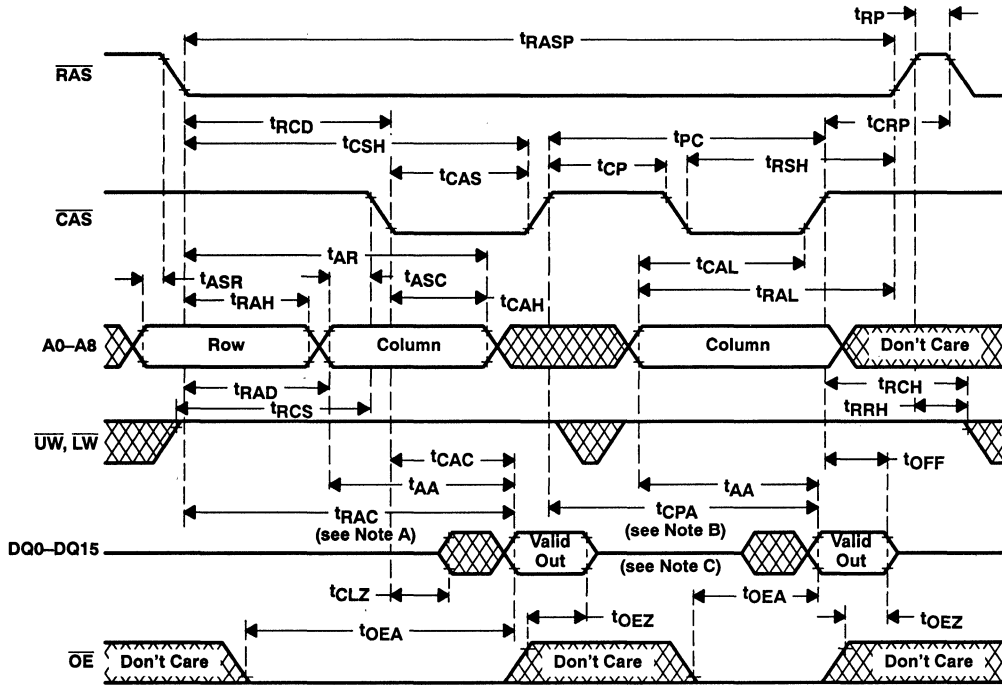 tRP
tRASP
RAS
tRCD
tCRP
tCSH
tPC
tCP
tRSH
tCAS
CAS
tAR
tCAL
tASR
tASC
tRAH
tCAH
tRAL
A0–A8
Row
Column
Column
Don't Care
tRAD
tRCH
tRCS
tRRH
UW, LW
tCAC
tOFF
tAA
tAA
tRAC
tCPA
(see Note A)
(see Note B)
DQ0–DQ15
Valid
Out
(see Note C)
Valid
Out
tCLZ
tOEA
tOEA
tOEZ
tOEZ
OE
Don't Care
Don't Care
Don't Care